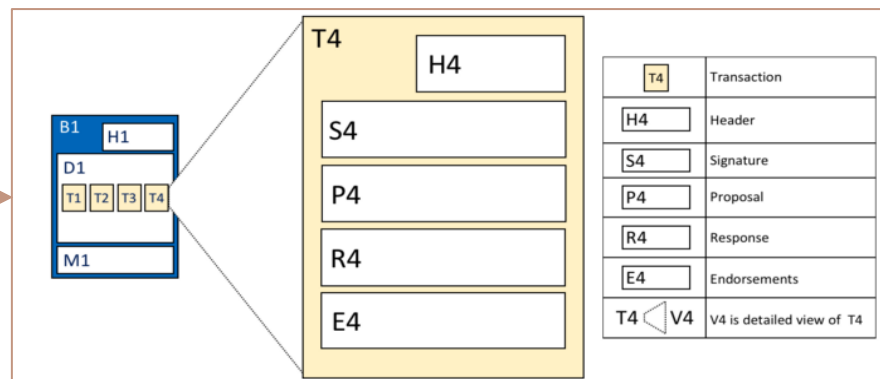 B1
H1
D1
T1 T2 T3 T4
M1
T4
H4
S4
P4
R4
E4
T4 Transaction
H4 Header
S4 Signature
P4 Proposal
R4 Response
E4 Endorsements
T4 V4 V4 is detailed view of T4